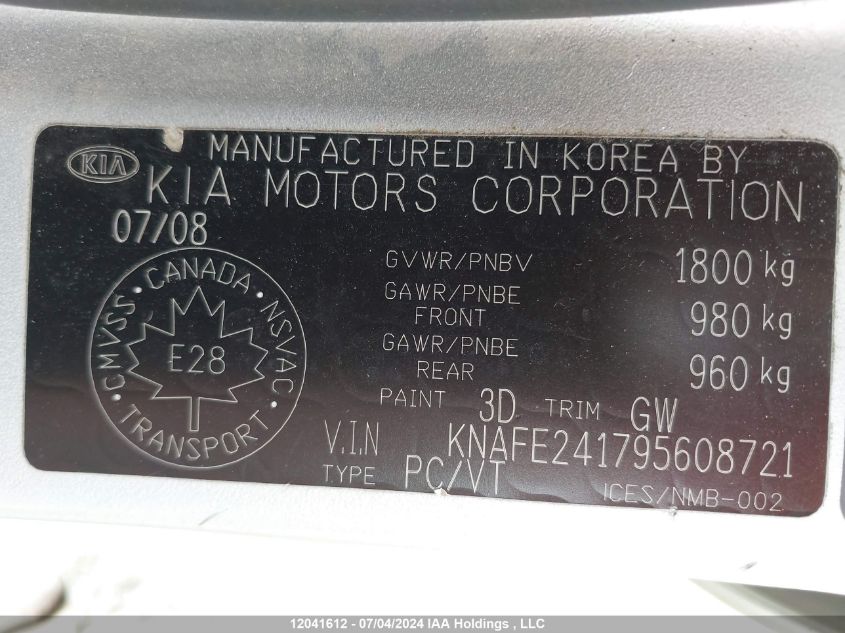 KIA
MANUFACTURED IN KOREA BY
KIA MOTORS CORPORATION
07/08
GVWR/PNBV 1800 kg
GAWR/PNBE
FRONT 980 kg
GAWR/PNBE
REAR 960 kg
CANADA
CMVSS · NSVAC
E28
TRANSPORT
PAINT 3D TRIM GW
V.I.N KNAFE241795608721
TYPE PC/VT
ICES/NMB-002
12041612 - 07/04/2024 IAA Holdings , LLC